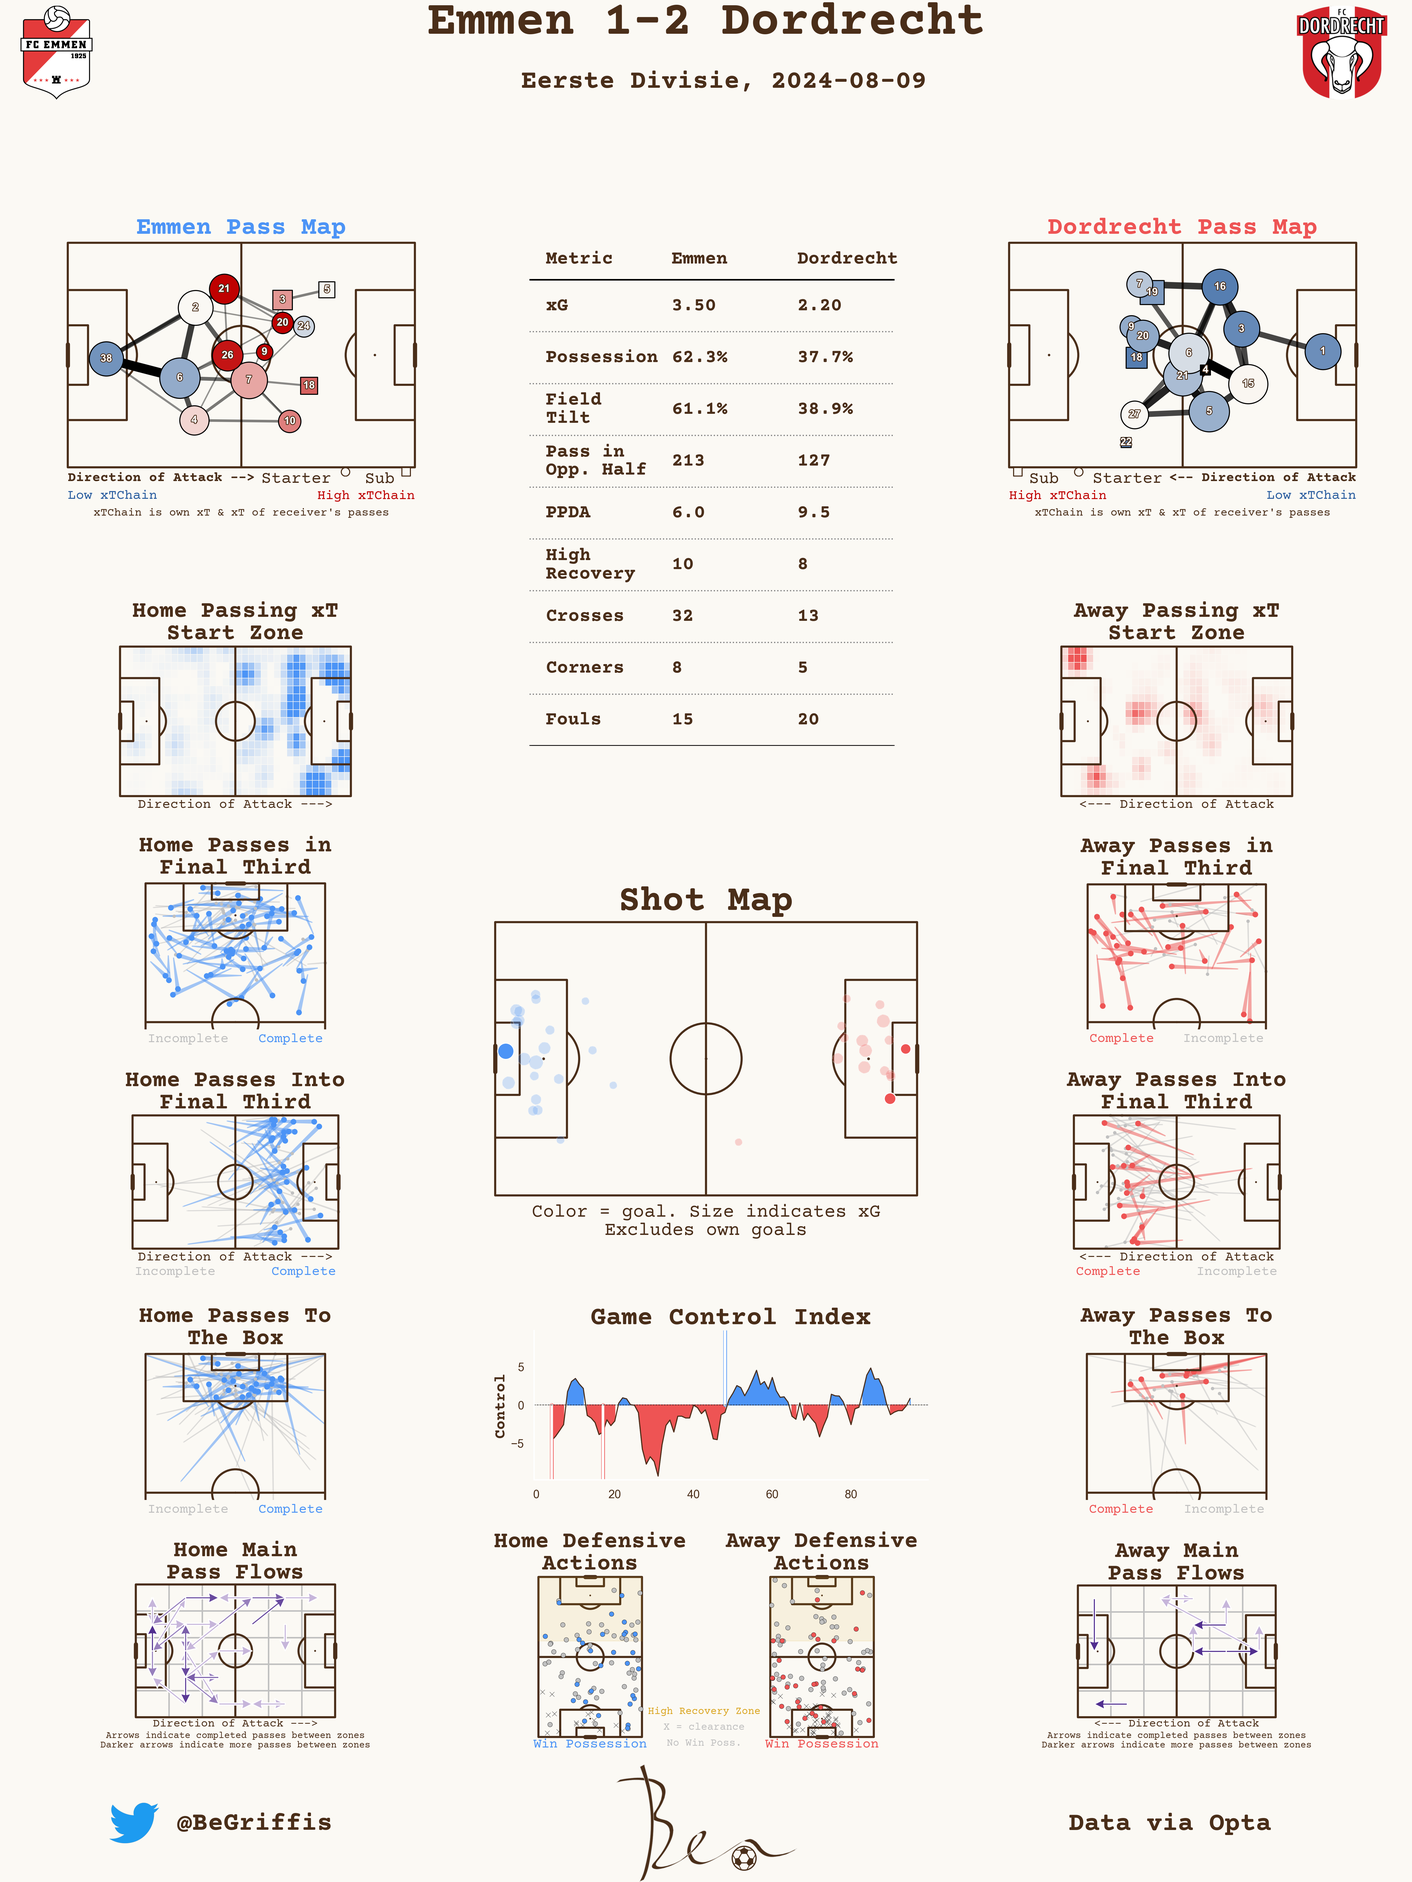 Emmen 1-2 Dordrecht
Eerste Divisie, 2024-08-09
FC EMMEN
1925
FC
DORDRECHT
Emmen Pass Map
21
2
3
5
20
24
38
26
9
6
7
18
4
10
Direction of Attack --> Starter Sub
Low xTChain High xTChain
xTChain is own xT & xT of receiver's passes
Metric Emmen Dordrecht
xG 3.50 2.20
Possession 62.3% 37.7%
Field
Tilt 61.1% 38.9%
Pass in
Opp. Half 213 127
PPDA 6.0 9.5
High
Recovery 10 8
Crosses 32 13
Corners 8 5
Fouls 15 20
Dordrecht Pass Map
7
19
16
9
20
3
18
6
1
4
21
15
27
5
22
Sub Starter <-- Direction of Attack
High xTChain Low xTChain
xTChain is own xT & xT of receiver's passes
Home Passing xT
Start Zone
Direction of Attack --->
Away Passing xT
Start Zone
<--- Direction of Attack
Home Passes in
Final Third
Incomplete Complete
Away Passes in
Final Third
Complete Incomplete
Shot Map
Color = goal. Size indicates xG
Excludes own goals
Home Passes Into
Final Third
Direction of Attack --->
Incomplete Complete
Away Passes Into
Final Third
<--- Direction of Attack
Complete Incomplete
Home Passes To
The Box
Incomplete Complete
Game Control Index
Control
5
0
−5
0 20 40 60 80
Away Passes To
The Box
Complete Incomplete
Home Main
Pass Flows
Direction of Attack --->
Arrows indicate completed passes between zones
Darker arrows indicate more passes between zones
Home Defensive
Actions
Win Possession
High Recovery Zone
X = clearance
No Win Poss.
Away Defensive
Actions
Win Possession
Away Main
Pass Flows
<--- Direction of Attack
Arrows indicate completed passes between zones
Darker arrows indicate more passes between zones
@BeGriffis
Ben
Data via Opta